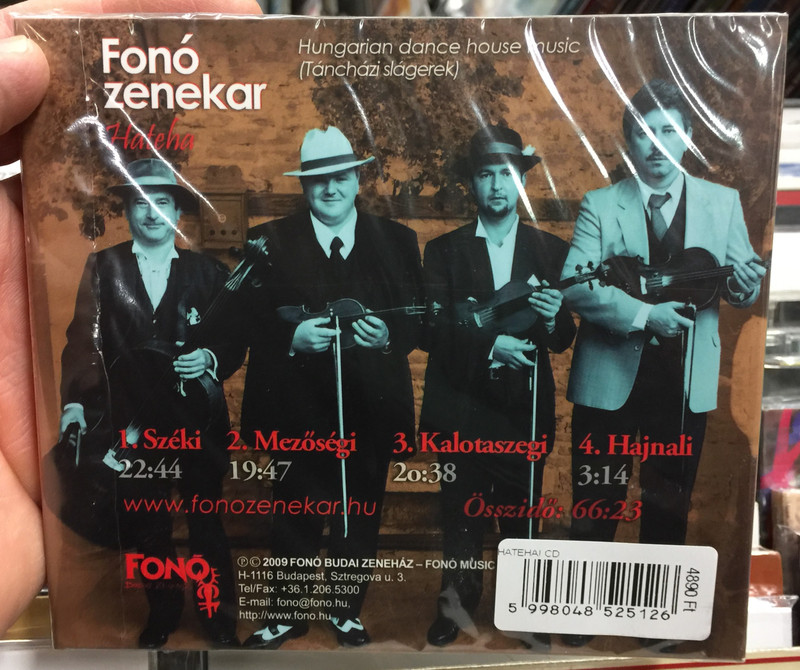 Fonó
zenekar
Hateha
Hungarian dance house music
(Táncházi slágerek)
1. Széki 2. Mezőségi 3. Kalotaszegi 4. Hajnali
22:44 19:47 2o:38 3:14
www.fonozenekar.hu Összidő: 66:23
FONÓ
℗ © 2009 FONÓ BUDAI ZENEHÁZ – FONÓ MUSIC
H-1116 Budapest, Sztregova u. 3.
Tel/Fax: +36.1.206.5300
E-mail: fono@fono.hu,
http://www.fono.hu
HATEHA! CD
4890 Ft
5 998048 525126